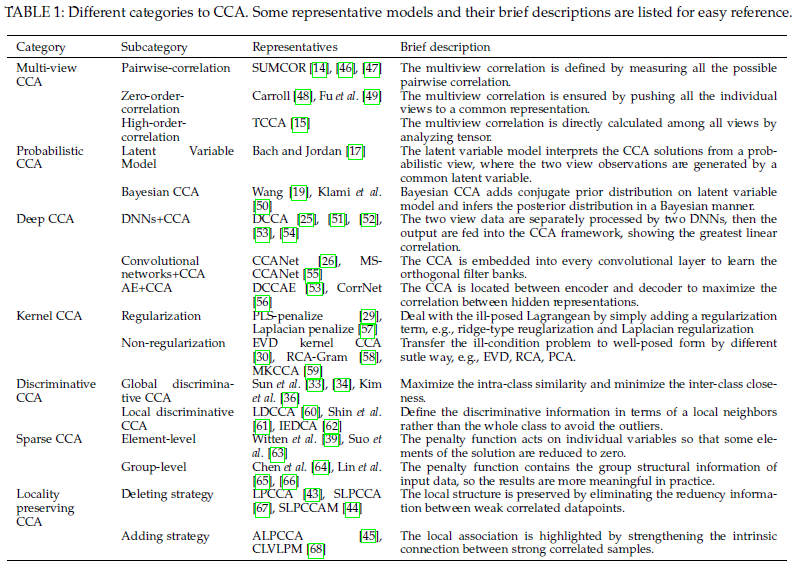 TABLE 1: Different categories to CCA. Some representative models and their brief descriptions are listed for easy reference.
Category Subcategory Representatives Brief description
Multi-view CCA Pairwise-correlation SUMCOR [14], [46], [47] The multiview correlation is defined by measuring all the possible pairwise correlation.
Zero-order-correlation Carroll [48], Fu et al. [49] The multiview correlation is ensured by pushing all the individual views to a common representation.
High-order-correlation TCCA [15] The multiview correlation is directly calculated among all views by analyzing tensor.
Probabilistic CCA Latent Variable Model Bach and Jordan [17] The latent variable model interprets the CCA solutions from a probabilistic view, where the two view observations are generated by a common latent variable.
Bayesian CCA Wang [19], Klami et al. [50] Bayesian CCA adds conjugate prior distribution on latent variable model and infers the posterior distribution in a Bayesian manner.
Deep CCA DNNs+CCA DCCA [25], [51], [52], [53], [54] The two view data are separately processed by two DNNs, then the output are fed into the CCA framework, showing the greatest linear correlation.
Convolutional networks+CCA CCANet [26], MS-CCANet [55] The CCA is embedded into every convolutional layer to learn the orthogonal filter banks.
AE+CCA DCCAE [53], CorrNet [56] The CCA is located between encoder and decoder to maximize the correlation between hidden representations.
Kernel CCA Regularization PLS-penalize [29], Laplacian penalize [57] Deal with the ill-posed Lagrangean by simply adding a regularization term, e.g., ridge-type reuglarization and Laplacian regularization
Non-regularization EVD kernel CCA [30], RCA-Gram [58], MKCCA [59] Transfer the ill-condition problem to well-posed form by different sutle way, e.g., EVD, RCA, PCA.
Discriminative CCA Global discriminative CCA Sun et al. [33], [34], Kim et al. [36] Maximize the intra-class similarity and minimize the inter-class closeness.
Local discriminative CCA LDCCA [60], Shin et al. [61], IEDCA [62] Define the discriminative information in terms of a local neighbors rather than the whole class to avoid the outliers.
Sparse CCA Element-level Witten et al. [39], Suo et al. [63] The penalty function acts on individual variables so that some elements of the solution are reduced to zero.
Group-level Chen et al. [64], Lin et al. [65], [66] The penalty function contains the group structural information of input data, so the results are more meaningful in practice.
Locality preserving CCA Deleting strategy LPCCA [43], SLPCCA [67], SLPCCAM [44] The local structure is preserved by eliminating the reduency information between weak correlated datapoints.
Adding strategy ALPCCA [45], CLVLPM [68] The local association is highlighted by strengthening the intrinsic connection between strong correlated samples.